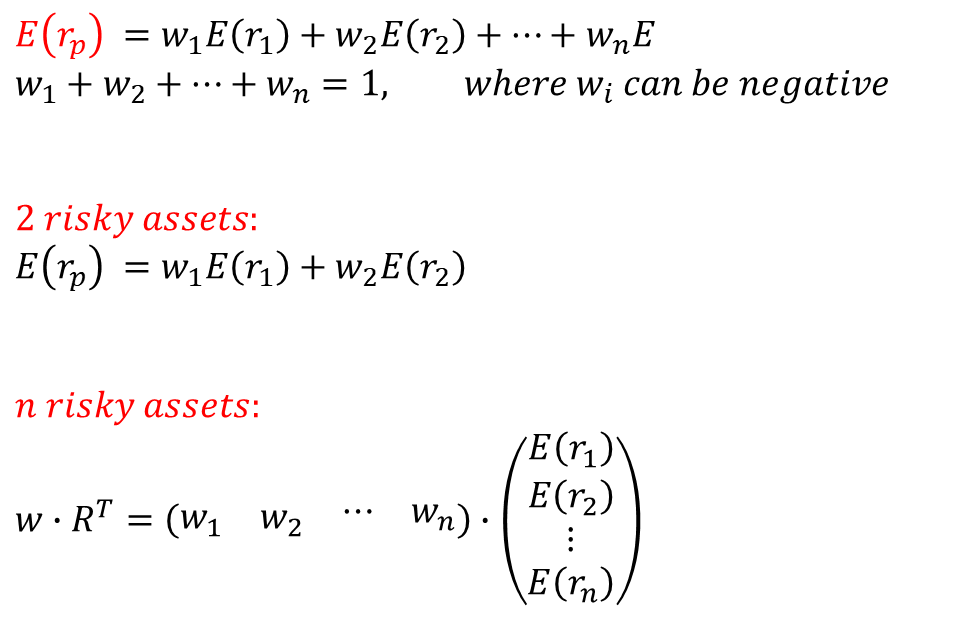 E(r_p) = w_1E(r_1) + w_2E(r_2) + ⋯ + w_nE
w_1 + w_2 + ⋯ + w_n = 1, where w_i can be negative
2 risky assets:
E(r_p) = w_1E(r_1) + w_2E(r_2)
n risky assets:
w · R^T = (w_1 w_2 ⋯ w_n) · (E(r_1) E(r_2) ⋮ E(r_n))